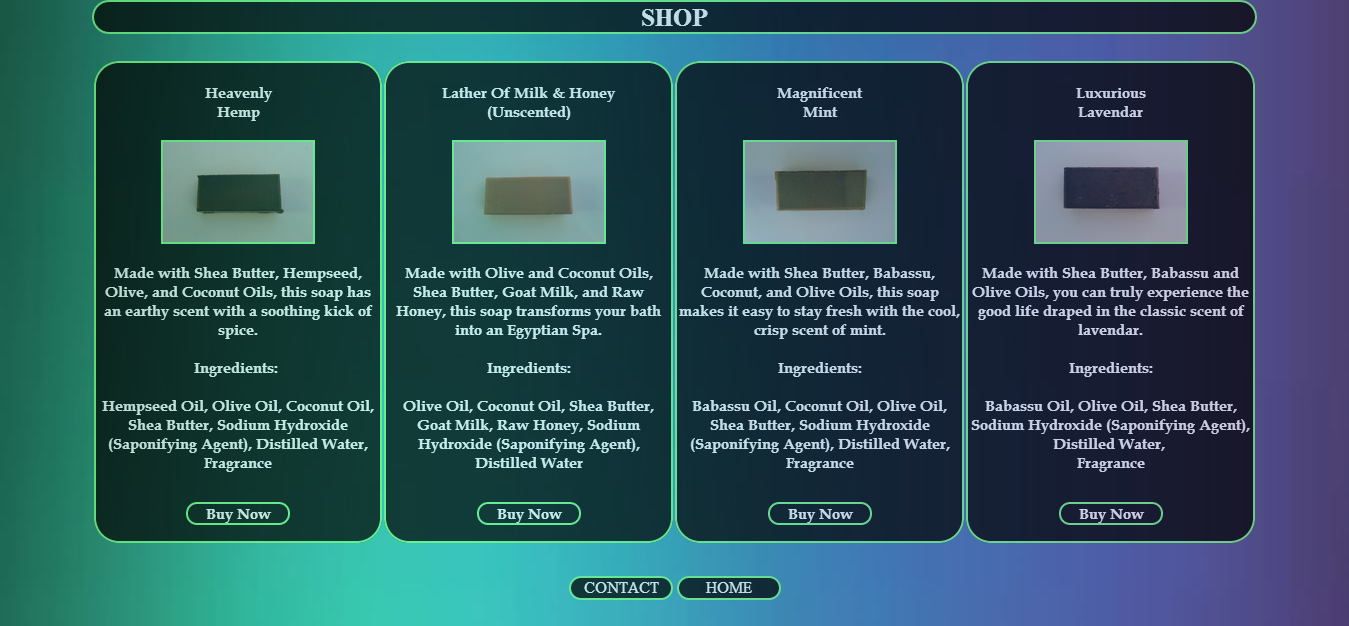 SHOP
Heavenly
Hemp
Made with Shea Butter, Hempseed,
Olive, and Coconut Oils, this soap has
an earthy scent with a soothing kick of
spice.
Ingredients:
Hempseed Oil, Olive Oil, Coconut Oil,
Shea Butter, Sodium Hydroxide
(Saponifying Agent), Distilled Water,
Fragrance
Buy Now
Lather Of Milk & Honey
(Unscented)
Made with Olive and Coconut Oils,
Shea Butter, Goat Milk, and Raw
Honey, this soap transforms your bath
into an Egyptian Spa.
Ingredients:
Olive Oil, Coconut Oil, Shea Butter,
Goat Milk, Raw Honey, Sodium
Hydroxide (Saponifying Agent),
Distilled Water
Buy Now
Magnificent
Mint
Made with Shea Butter, Babassu,
Coconut, and Olive Oils, this soap
makes it easy to stay fresh with the cool,
crisp scent of mint.
Ingredients:
Babassu Oil, Coconut Oil, Olive Oil,
Shea Butter, Sodium Hydroxide
(Saponifying Agent), Distilled Water,
Fragrance
Buy Now
Luxurious
Lavendar
Made with Shea Butter, Babassu and
Olive Oils, you can truly experience the
good life draped in the classic scent of
lavendar.
Ingredients:
Babassu Oil, Olive Oil, Shea Butter,
Sodium Hydroxide (Saponifying Agent),
Distilled Water,
Fragrance
Buy Now
CONTACT
HOME